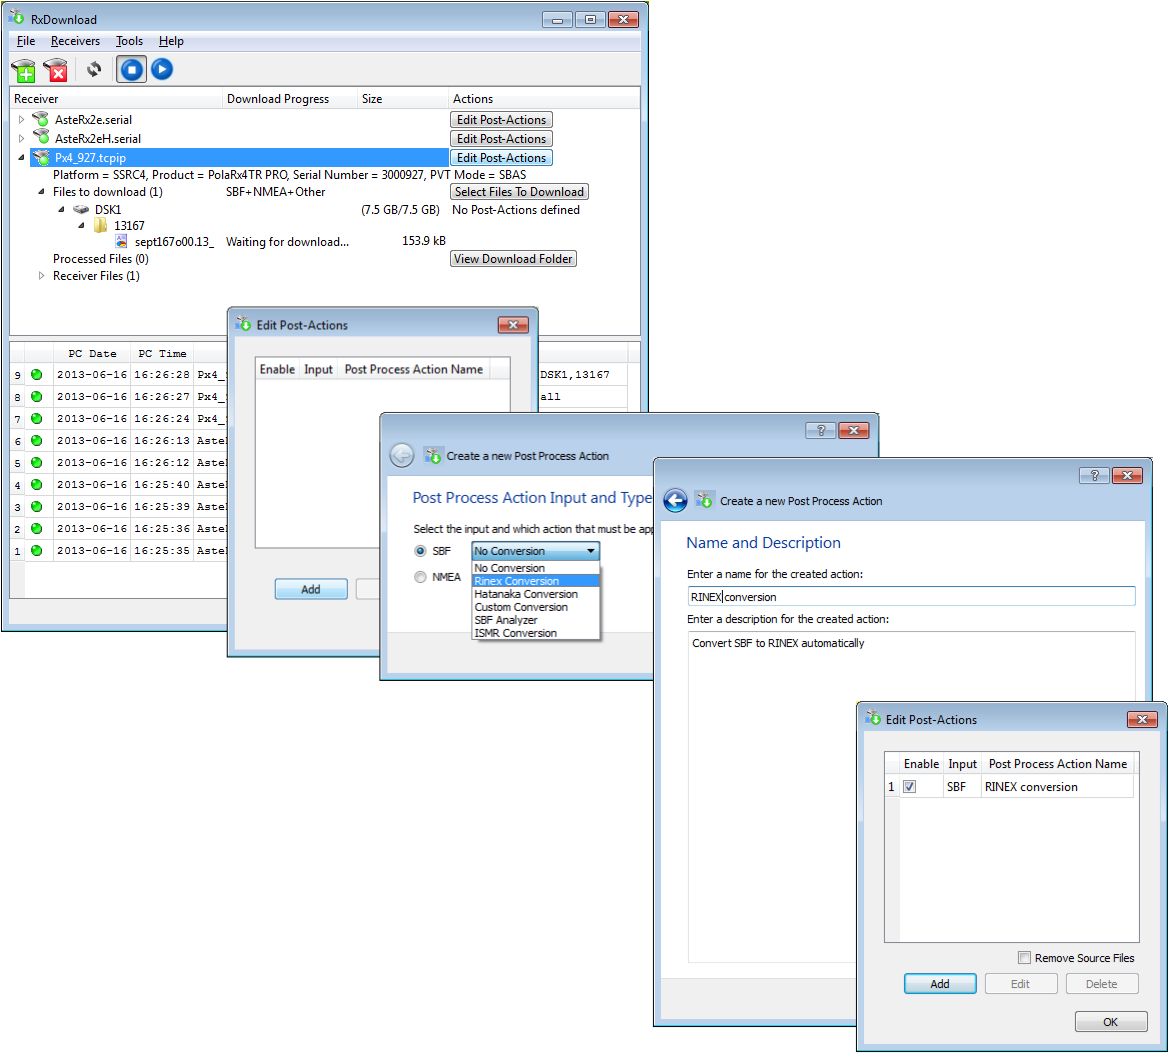 RxDownload
File Receivers Tools Help
Receiver Download Progress Size Actions
AsteRx2e.serial Edit Post-Actions
AsteRx2eH.serial Edit Post-Actions
Px4_927.tcpip Edit Post-Actions
Platform = SSRC4, Product = PolaRx4TR PRO, Serial Number = 3000927, PVT Mode = SBAS
Files to download (1) SBF+NMEA+Other Select Files To Download
DSK1 (7.5 GB/7.5 GB) No Post-Actions defined
13167
sept167o00.13_ Waiting for download... 153.9 kB
Processed Files (0) View Download Folder
Receiver Files (1)
PC Date PC Time
9 2013-06-16 16:26:28 Px4_ DSK1,13167
8 2013-06-16 16:26:27 Px4_ all
7 2013-06-16 16:26:24 Px4_
6 2013-06-16 16:26:13 Aste
5 2013-06-16 16:26:12 Aste
4 2013-06-16 16:25:40 Aste
3 2013-06-16 16:25:39 Aste
2 2013-06-16 16:25:36 Aste
1 2013-06-16 16:25:35 Aste
Edit Post-Actions
Enable Input Post Process Action Name
Add
?
Create a new Post Process Action
Post Process Action Input and Type
Select the input and which action that must be app
SBF No Conversion
NMEA
No Conversion
Rinex Conversion
Hatanaka Conversion
Custom Conversion
SBF Analyzer
ISMR Conversion
?
Create a new Post Process Action
Name and Description
Enter a name for the created action:
RINEX conversion
Enter a description for the created action:
Convert SBF to RINEX automatically
Edit Post-Actions
Enable Input Post Process Action Name
1 SBF RINEX conversion
Remove Source Files
Add Edit Delete
OK